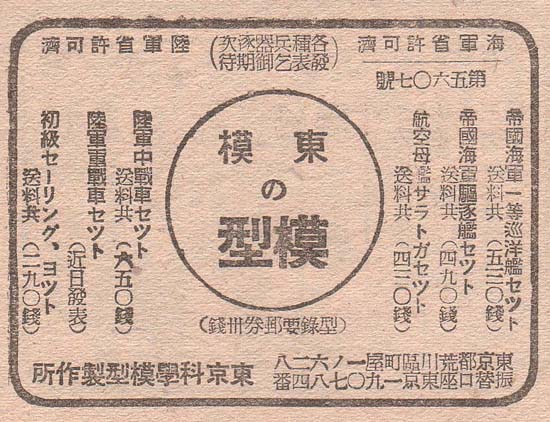 海軍省許可濟
第五六〇七號
(各種兵器逐次
發表乞御期待)
陸軍省許可濟
帝國海軍一等巡洋艦セット
送料共(五三〇錢)
帝國海軍驅逐艦セット
送料共(四九〇錢)
航空母艦サラトガセット
送料共(四三〇錢)
東模
の
模型
(型錄要郵券卅錢)
陸軍中戰車セット
送料共(六五〇錢)
陸軍重戰車セット
(近日發表)
初級セーリング、ヨット
送料共(二九〇錢)
東京都荒川區町屋一ノ六二八
振替口座東京一九〇七八四番
東京科學模型製作所